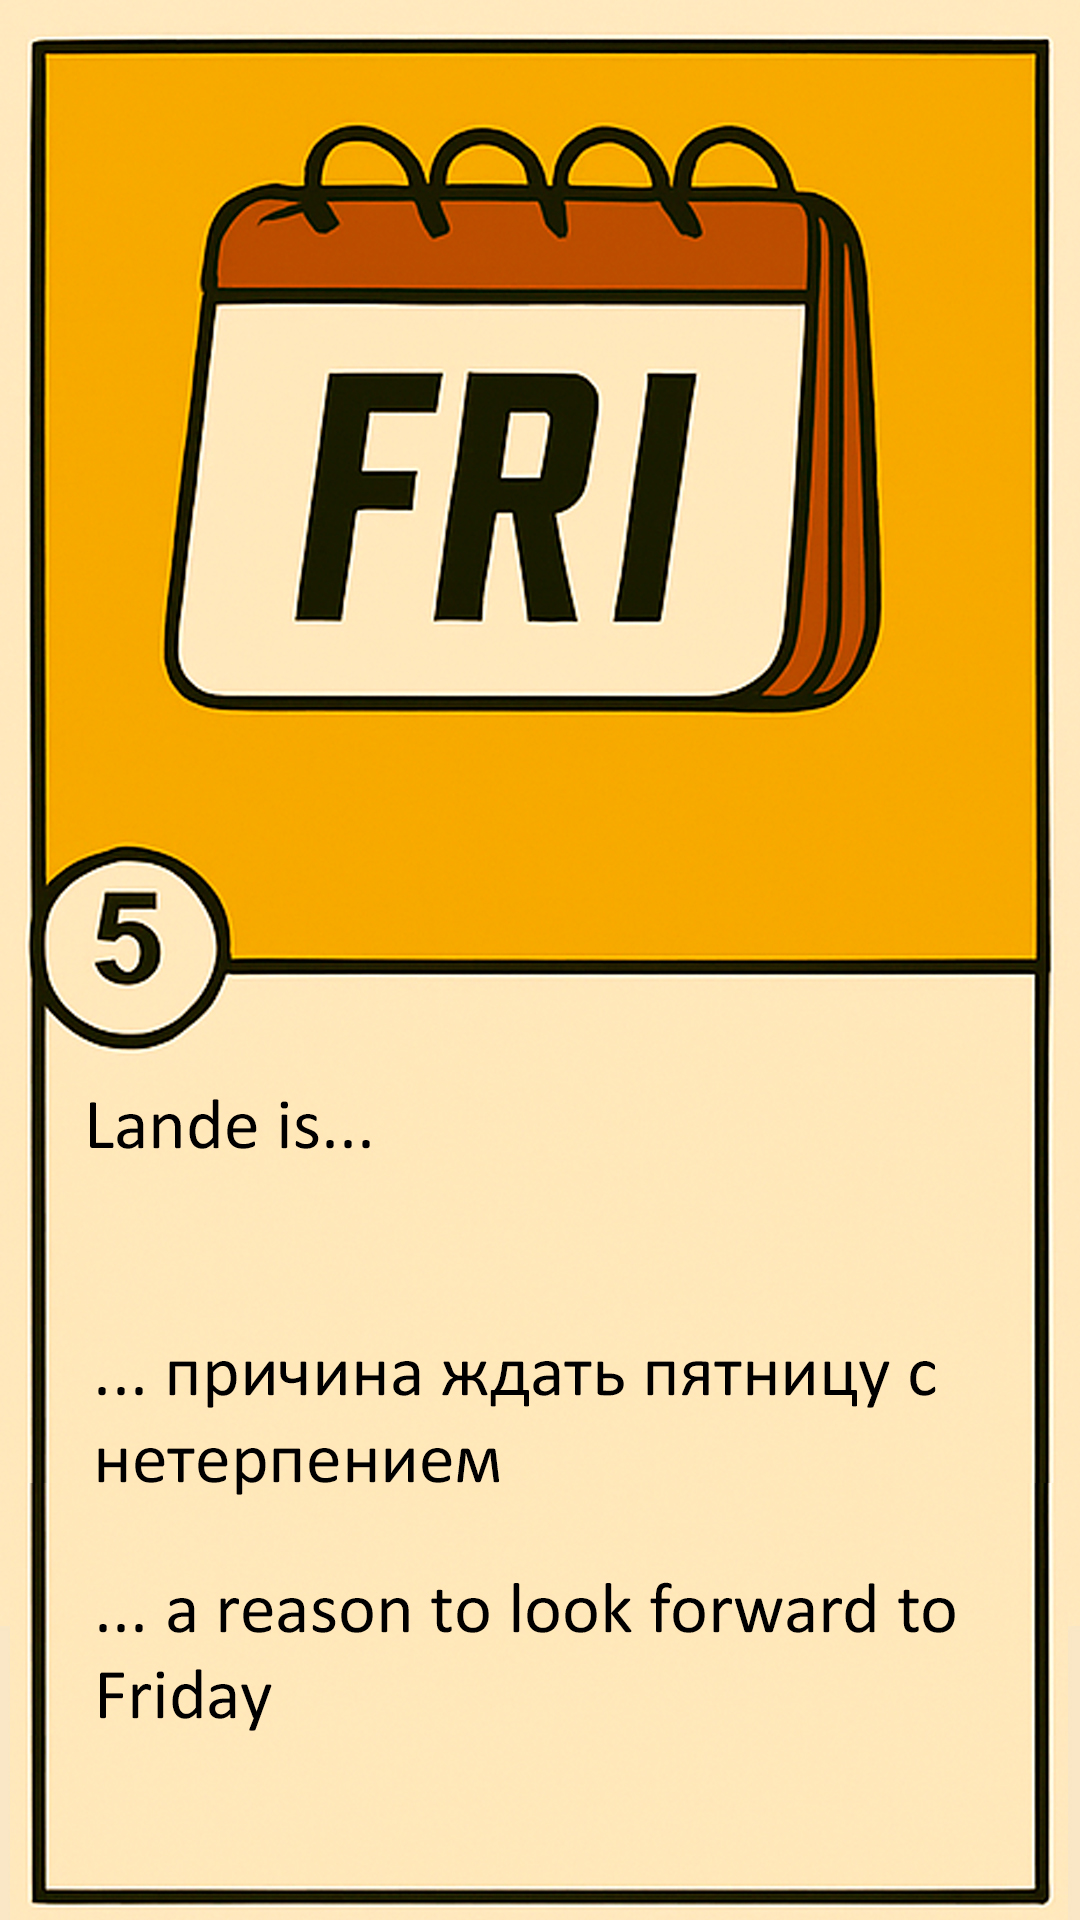 FRI
5
Lande is...
... причина ждать пятницу с
нетерпением
... a reason to look forward to
Friday